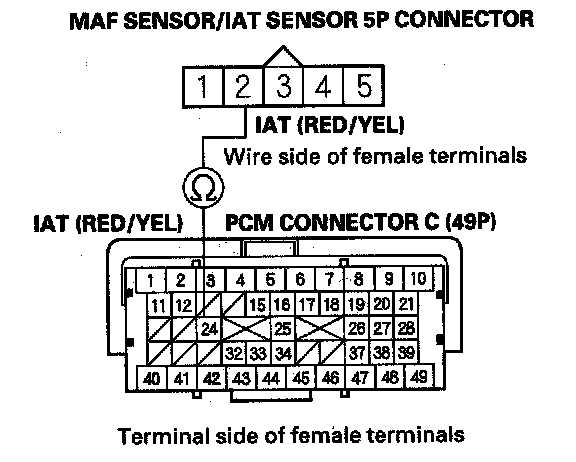 MAF SENSOR/IAT SENSOR 5P CONNECTOR
1 2 3 4 5
IAT (RED/YEL)
Wire side of female terminals
Ω
IAT (RED/YEL) PCM CONNECTOR C (49P)
1 2 3 4 5 6 7 8 9 10
11 12 15 16 17 18 19 20 21
24 25 26 27 28
32 33 34 37 38 39
40 41 42 43 44 45 46 47 48 49
Terminal side of female terminals